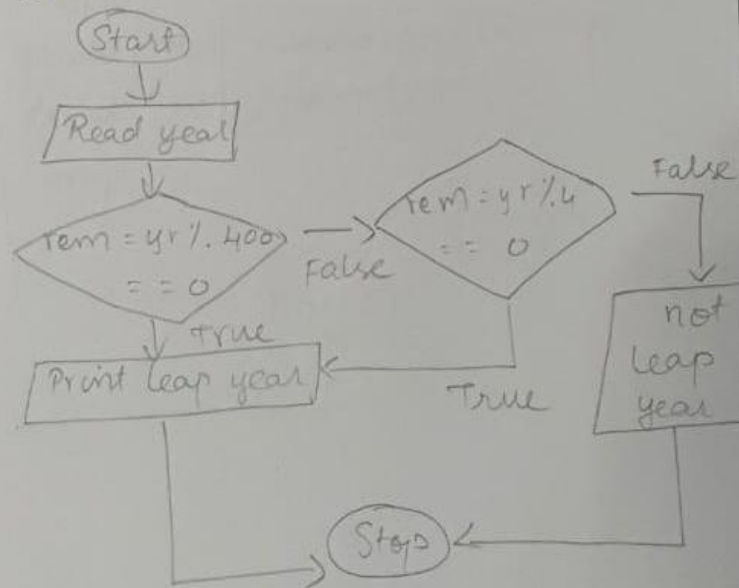 Start
Read year
rem = yr %. 400
= = 0
False
rem = yr %. 4
= = 0
False
True
Print leap year
True
not
leap
year
Stop